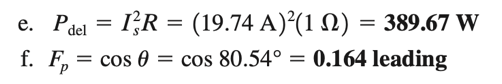 e. P_del = I_s^2R = (19.74 A)^2(1 Ω) = 389.67 W
f. F_p = cos θ = cos 80.54° = 0.164 leading